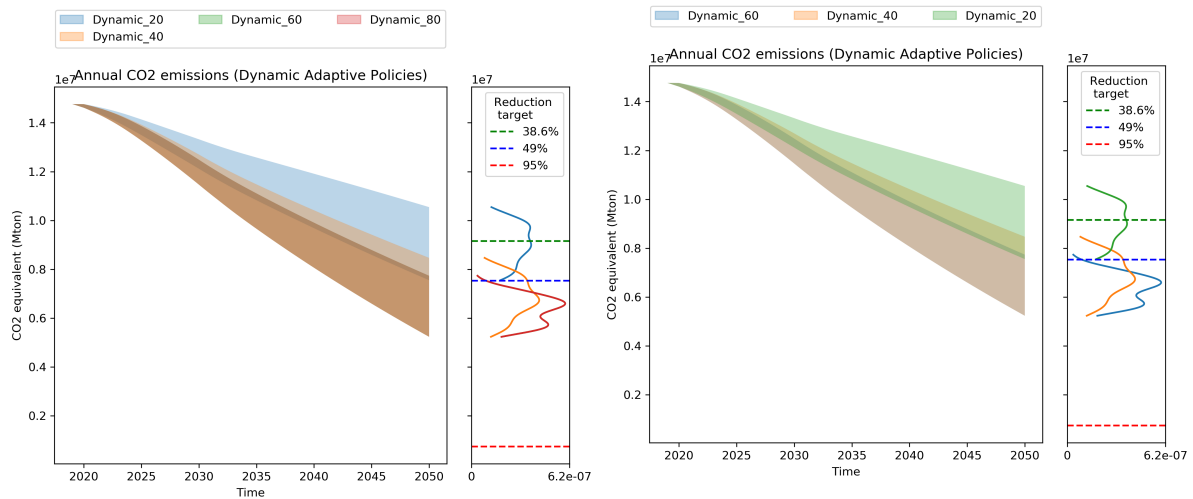 Dynamic_20 Dynamic_60 Dynamic_80
Dynamic_40
1e7 Annual CO2 emissions (Dynamic Adaptive Policies)
CO2 equivalent (Mton)
1.4
1.2
1.0
0.8
0.6
0.4
0.2
2020 2025 2030 2035 2040 2045 2050
Time
1e7
Reduction
target
38.6%
49%
95%
0 6.2e-07
Dynamic_60 Dynamic_40 Dynamic_20
1e7 Annual CO2 emissions (Dynamic Adaptive Policies)
CO2 equivalent (Mton)
1.4
1.2
1.0
0.8
0.6
0.4
0.2
2020 2025 2030 2035 2040 2045 2050
Time
1e7
Reduction
target
38.6%
49%
95%
0 6.2e-07